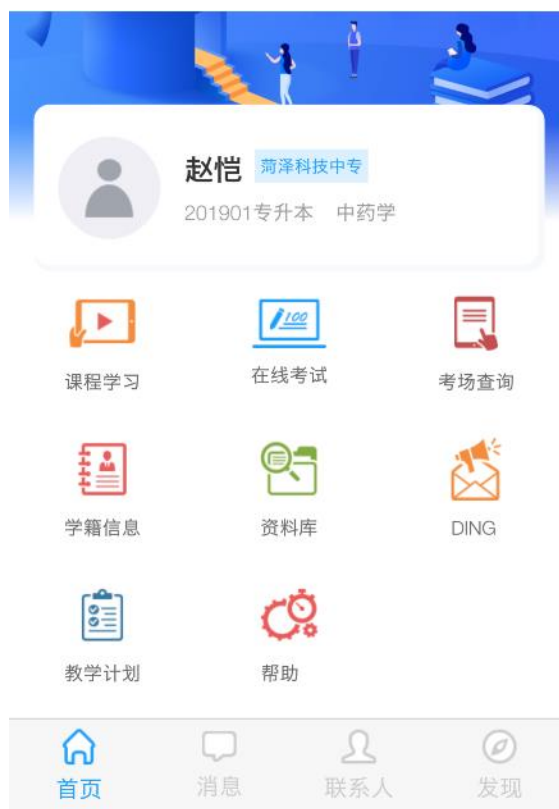 赵恺 菏泽科技中专
201901专升本 中药学
100
课程学习 在线考试 考场查询
学籍信息 资料库 DING
教学计划 帮助
首页 消息 联系人 发现